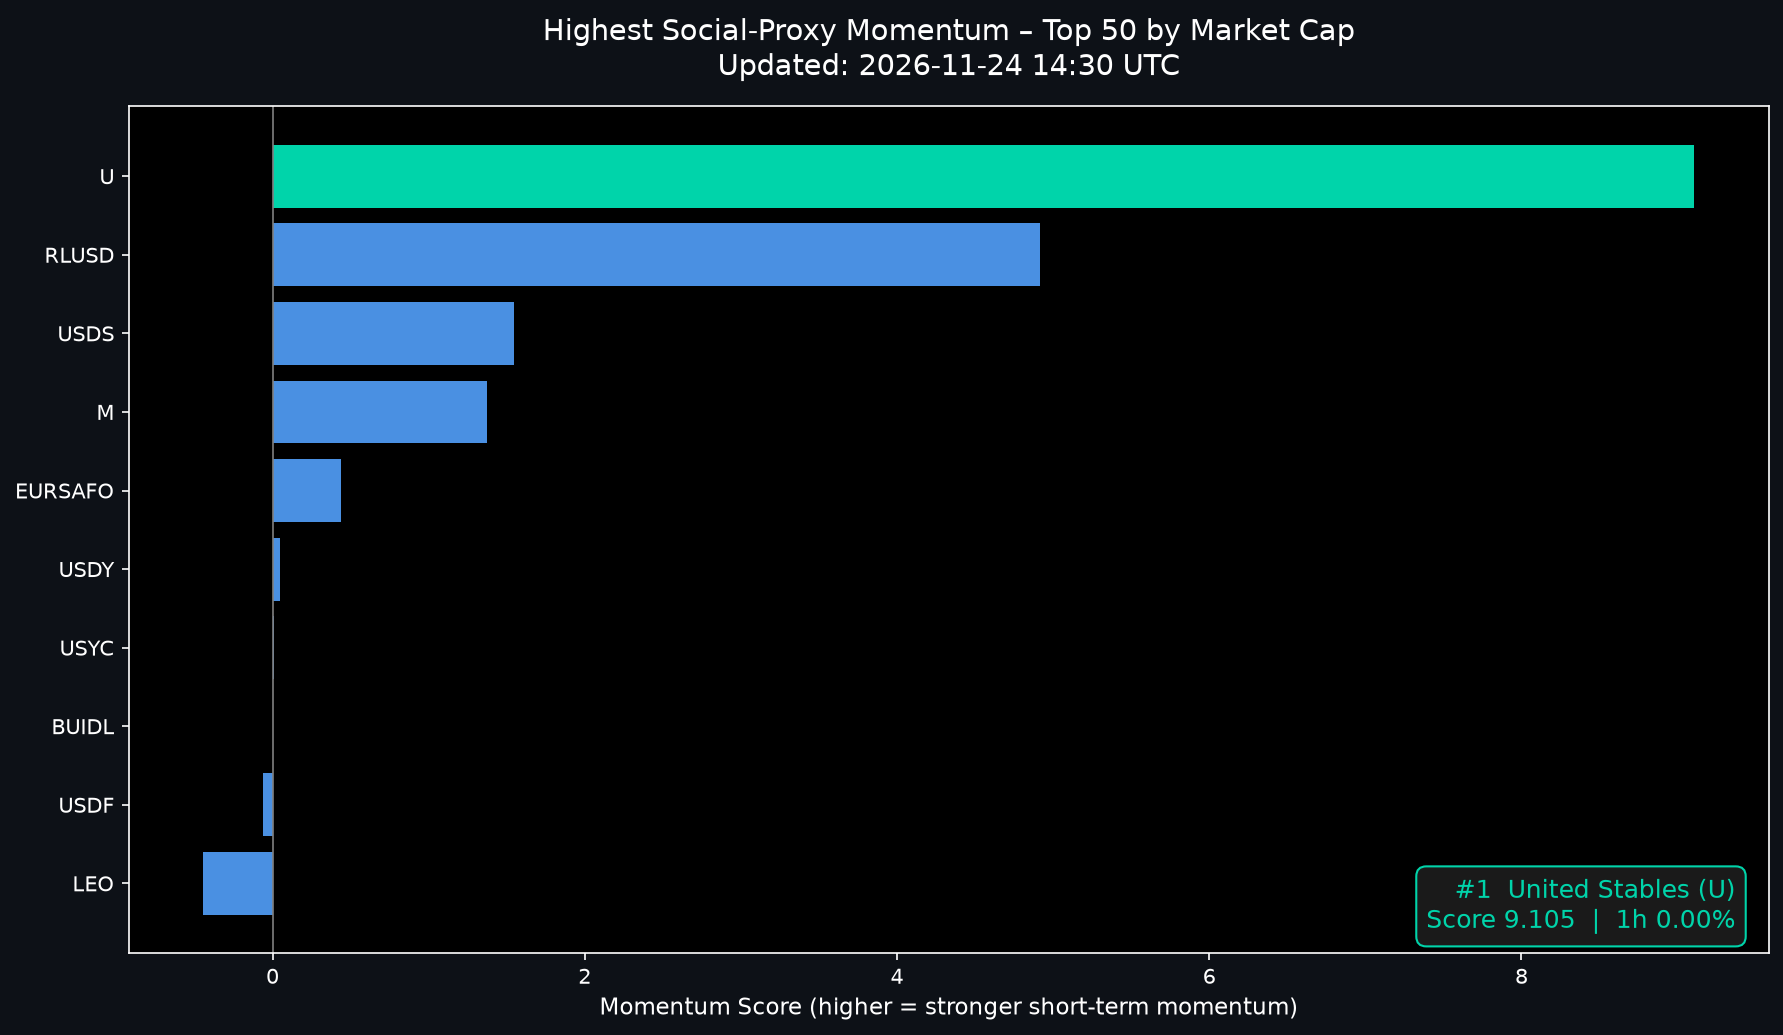 Highest Social-Proxy Momentum – Top 50 by Market Cap
Updated: 2026-11-24 14:30 UTC
U
RLUSD
USDS
M
EURSAFO
USDY
USYC
BUIDL
USDF
LEO
#1  United Stables (U)
Score 9.105  |  1h 0.00%
0 2 4 6 8
Momentum Score (higher = stronger short-term momentum)